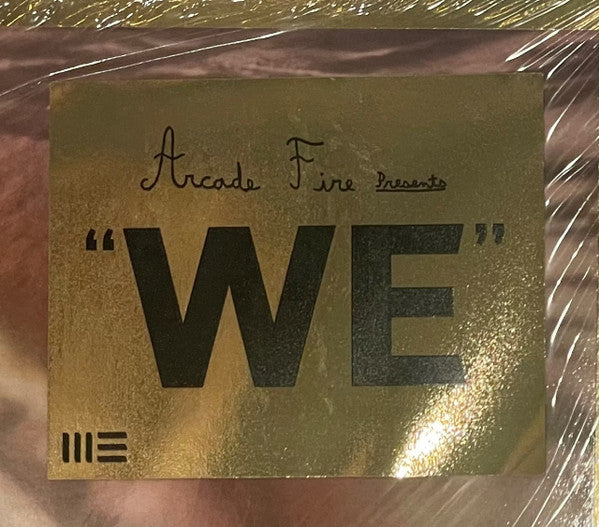 Arcade Fire Presents
“WE”